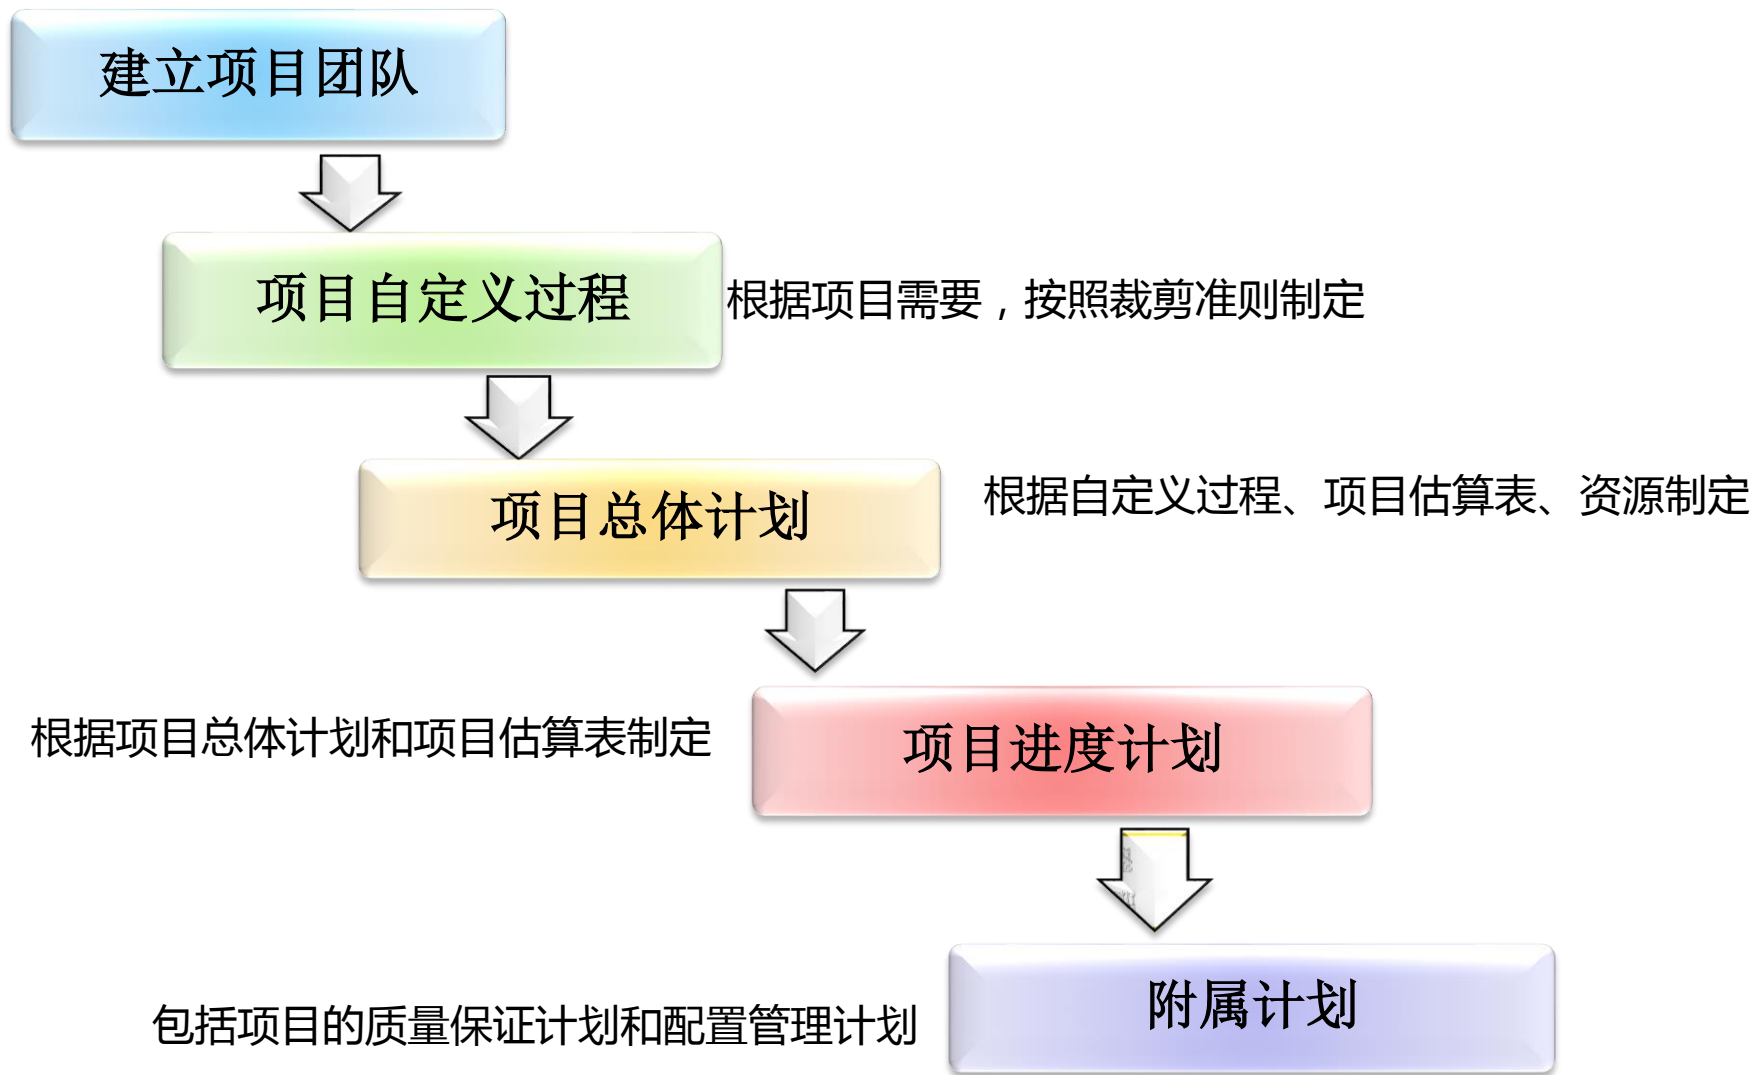 建立项目团队
项目自定义过程
根据项目需要，按照裁剪准则制定
项目总体计划
根据自定义过程、项目估算表、资源制定
根据项目总体计划和项目估算表制定
项目进度计划
附属计划
包括项目的质量保证计划和配置管理计划